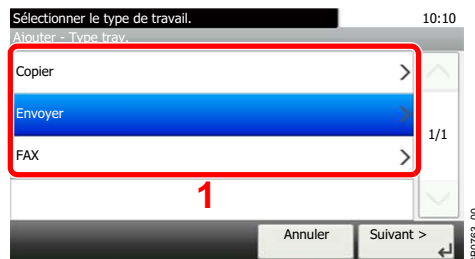 Sélectionner le type de travail. 10:10
Ajouter - Type trav.
Copier
Envoyer
1/1
FAX
1
Annuler Suivant >